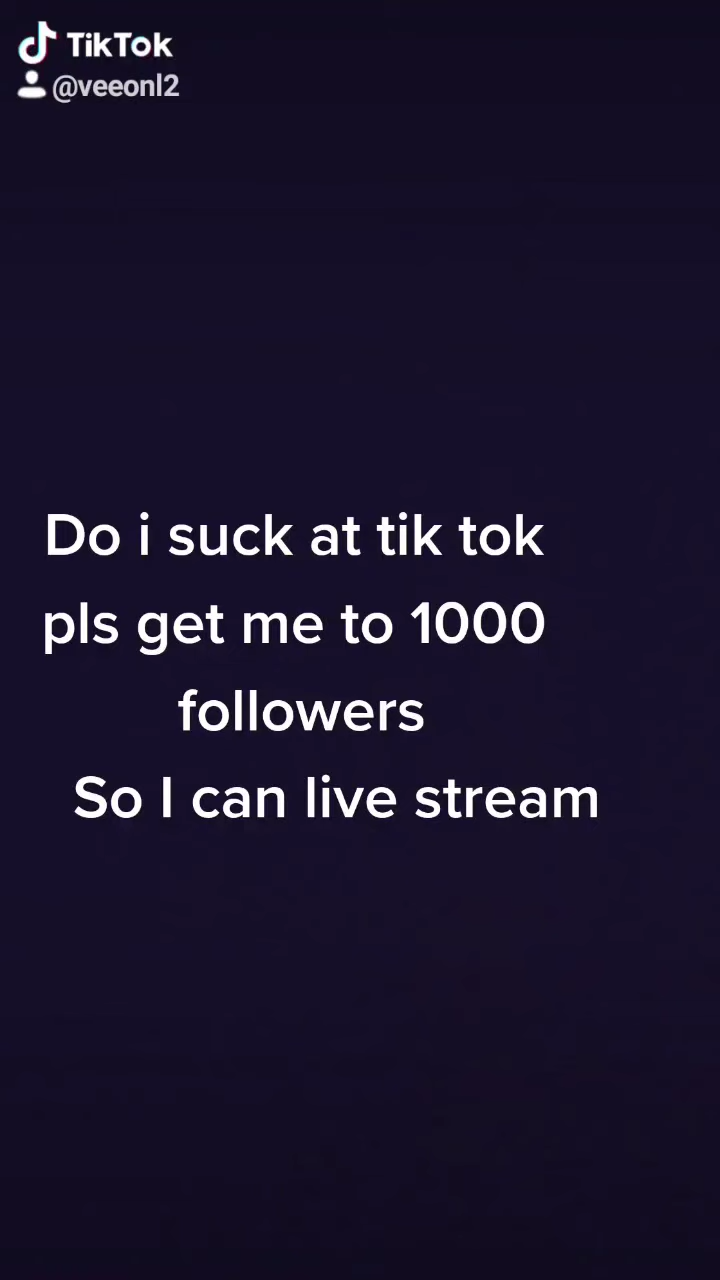 TikTok
@veeonl2
Do i suck at tik tok
pls get me to 1000
followers
So I can live stream